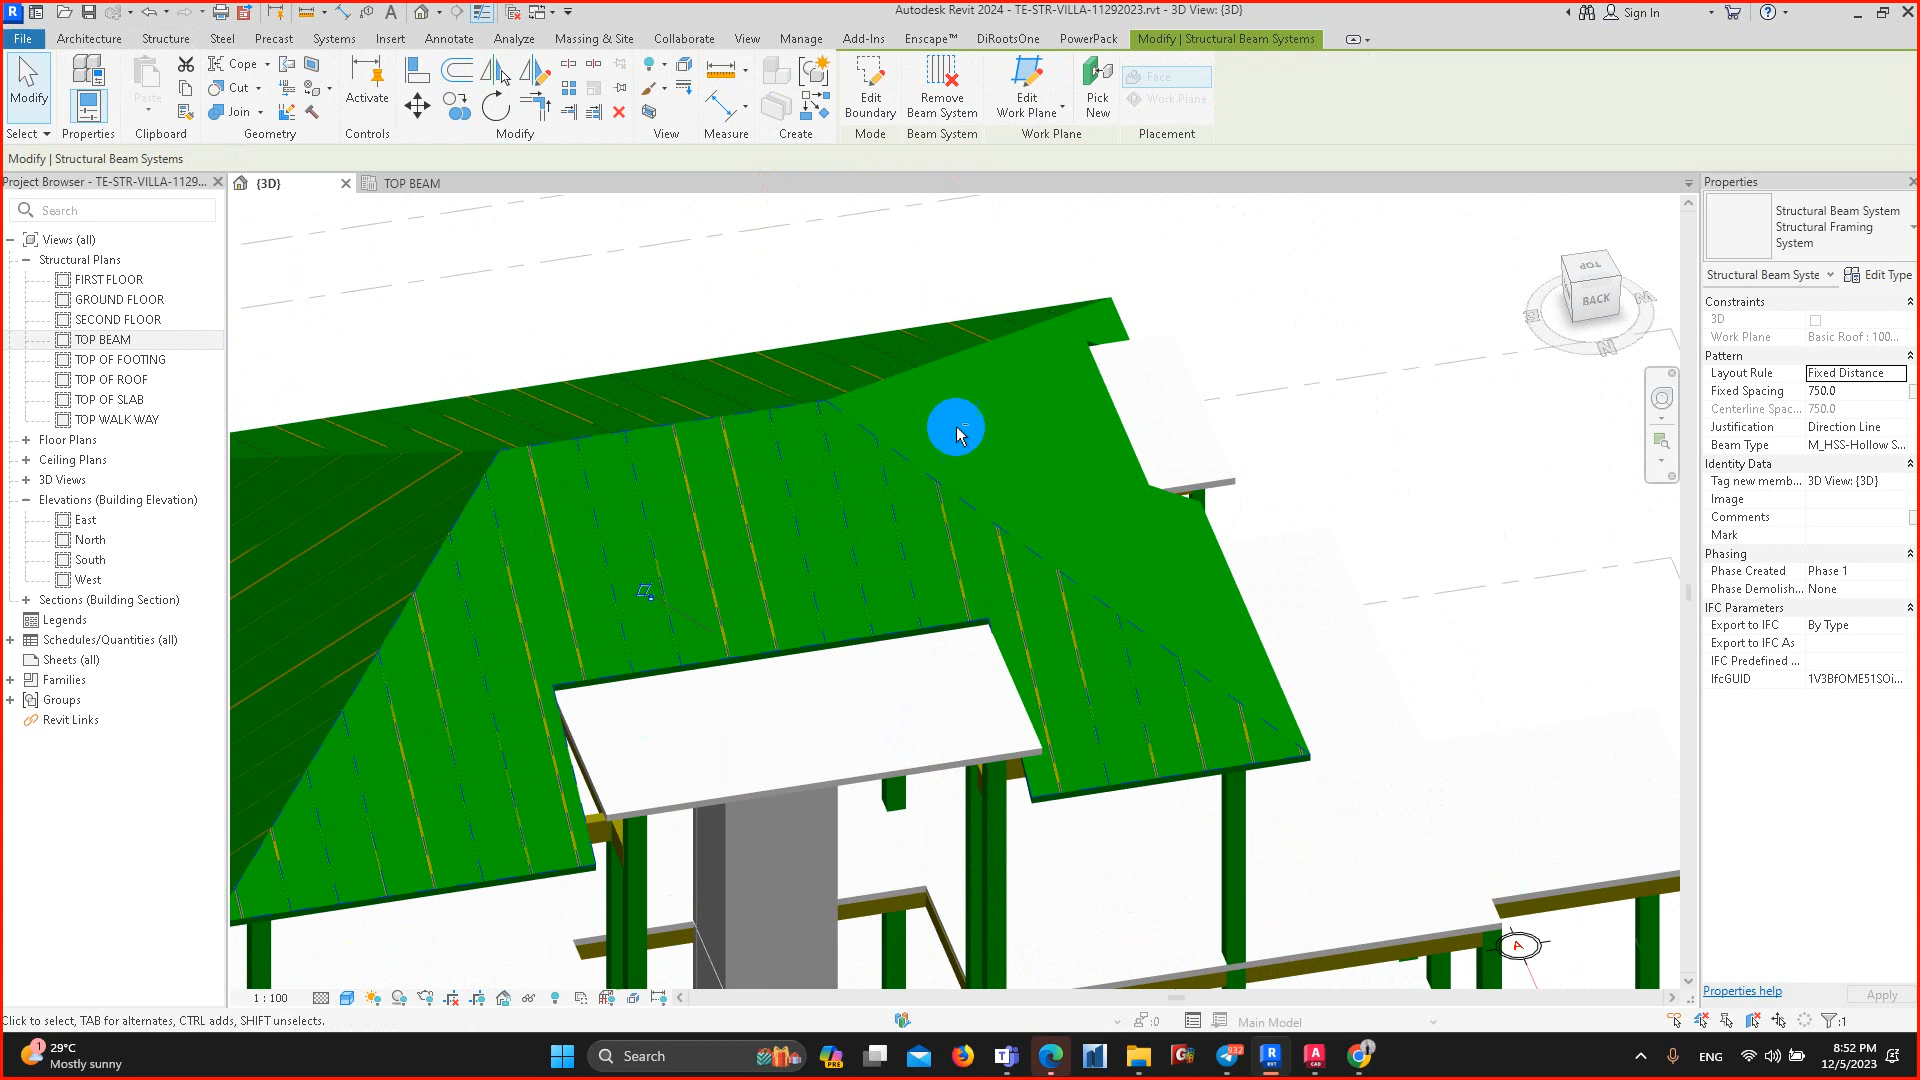 Autodesk Revit 2024 - TE-STR-VILLA-11292023.rvt - 3D View: {3D}
Sign In
File Architecture Structure Steel Precast Systems Insert Annotate Analyze Massing & Site Collaborate View Manage Add-Ins Enscape™ DiRootsOne PowerPack Modify | Structural Beam Systems
Modify
Paste
Cope
Cut
Join
Activate
Edit Boundary
Remove Beam System
Edit Work Plane
Pick New
Face
Work Plane
Select Properties Clipboard Geometry Controls Modify View Measure Create Mode Beam System Work Plane Placement
Modify | Structural Beam Systems
Project Browser - TE-STR-VILLA-1129...
{3D}
TOP BEAM
Search
Views (all)
Structural Plans
FIRST FLOOR
GROUND FLOOR
SECOND FLOOR
TOP BEAM
TOP OF FOOTING
TOP OF ROOF
TOP OF SLAB
TOP WALK WAY
Floor Plans
Ceiling Plans
3D Views
Elevations (Building Elevation)
East
North
South
West
Sections (Building Section)
Legends
Schedules/Quantities (all)
Sheets (all)
Families
Groups
Revit Links
TOP
BACK
E
N
W
A
Properties
Structural Beam System
Structural Framing
System
Structural Beam Syste
Edit Type
Constraints
3D
Work Plane Basic Roof : 100...
Pattern
Layout Rule Fixed Distance
Fixed Spacing 750.0
Centerline Spac... 750.0
Justification Direction Line
Beam Type M_HSS-Hollow S...
Identity Data
Tag new memb... 3D View: {3D}
Image
Comments
Mark
Phasing
Phase Created Phase 1
Phase Demolish... None
IFC Parameters
Export to IFC By Type
Export to IFC As
IFC Predefined ...
IfcGUID 1V3BfOME51SOi...
Properties help
Apply
1 : 100
Click to select, TAB for alternates, CTRL adds, SHIFT unselects.
:0
Main Model
:1
1
29°C
Mostly sunny
Search
PRE
932
ENG
8:52 PM
12/5/2023